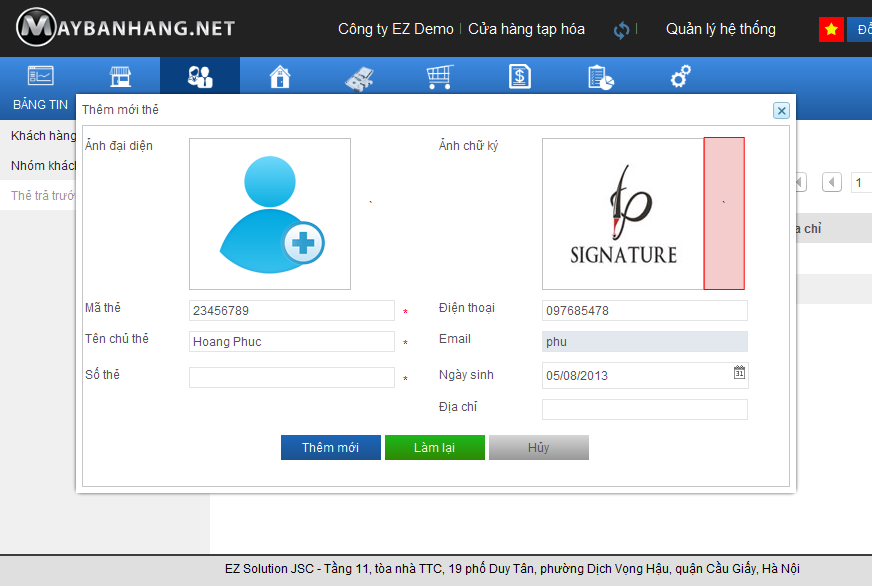 MAYBANHANG.NET
Công ty EZ Demo | Cửa hàng tạp hóa | Quản lý hệ thống
BẢNG TIN
Thêm mới thẻ
Khách hàng
Nhóm khách
Thẻ trả trướ
Ảnh đại diện
`
Ảnh chữ ký
SIGNATURE
`
1
a chỉ
Mã thẻ 23456789 * Điện thoại 097685478
Tên chủ thẻ Hoang Phuc * Email phu
Số thẻ * Ngày sinh 05/08/2013
Địa chỉ
Thêm mới Làm lại Hủy
EZ Solution JSC - Tầng 11, tòa nhà TTC, 19 phố Duy Tân, phường Dịch Vọng Hậu, quận Cầu Giấy, Hà Nội